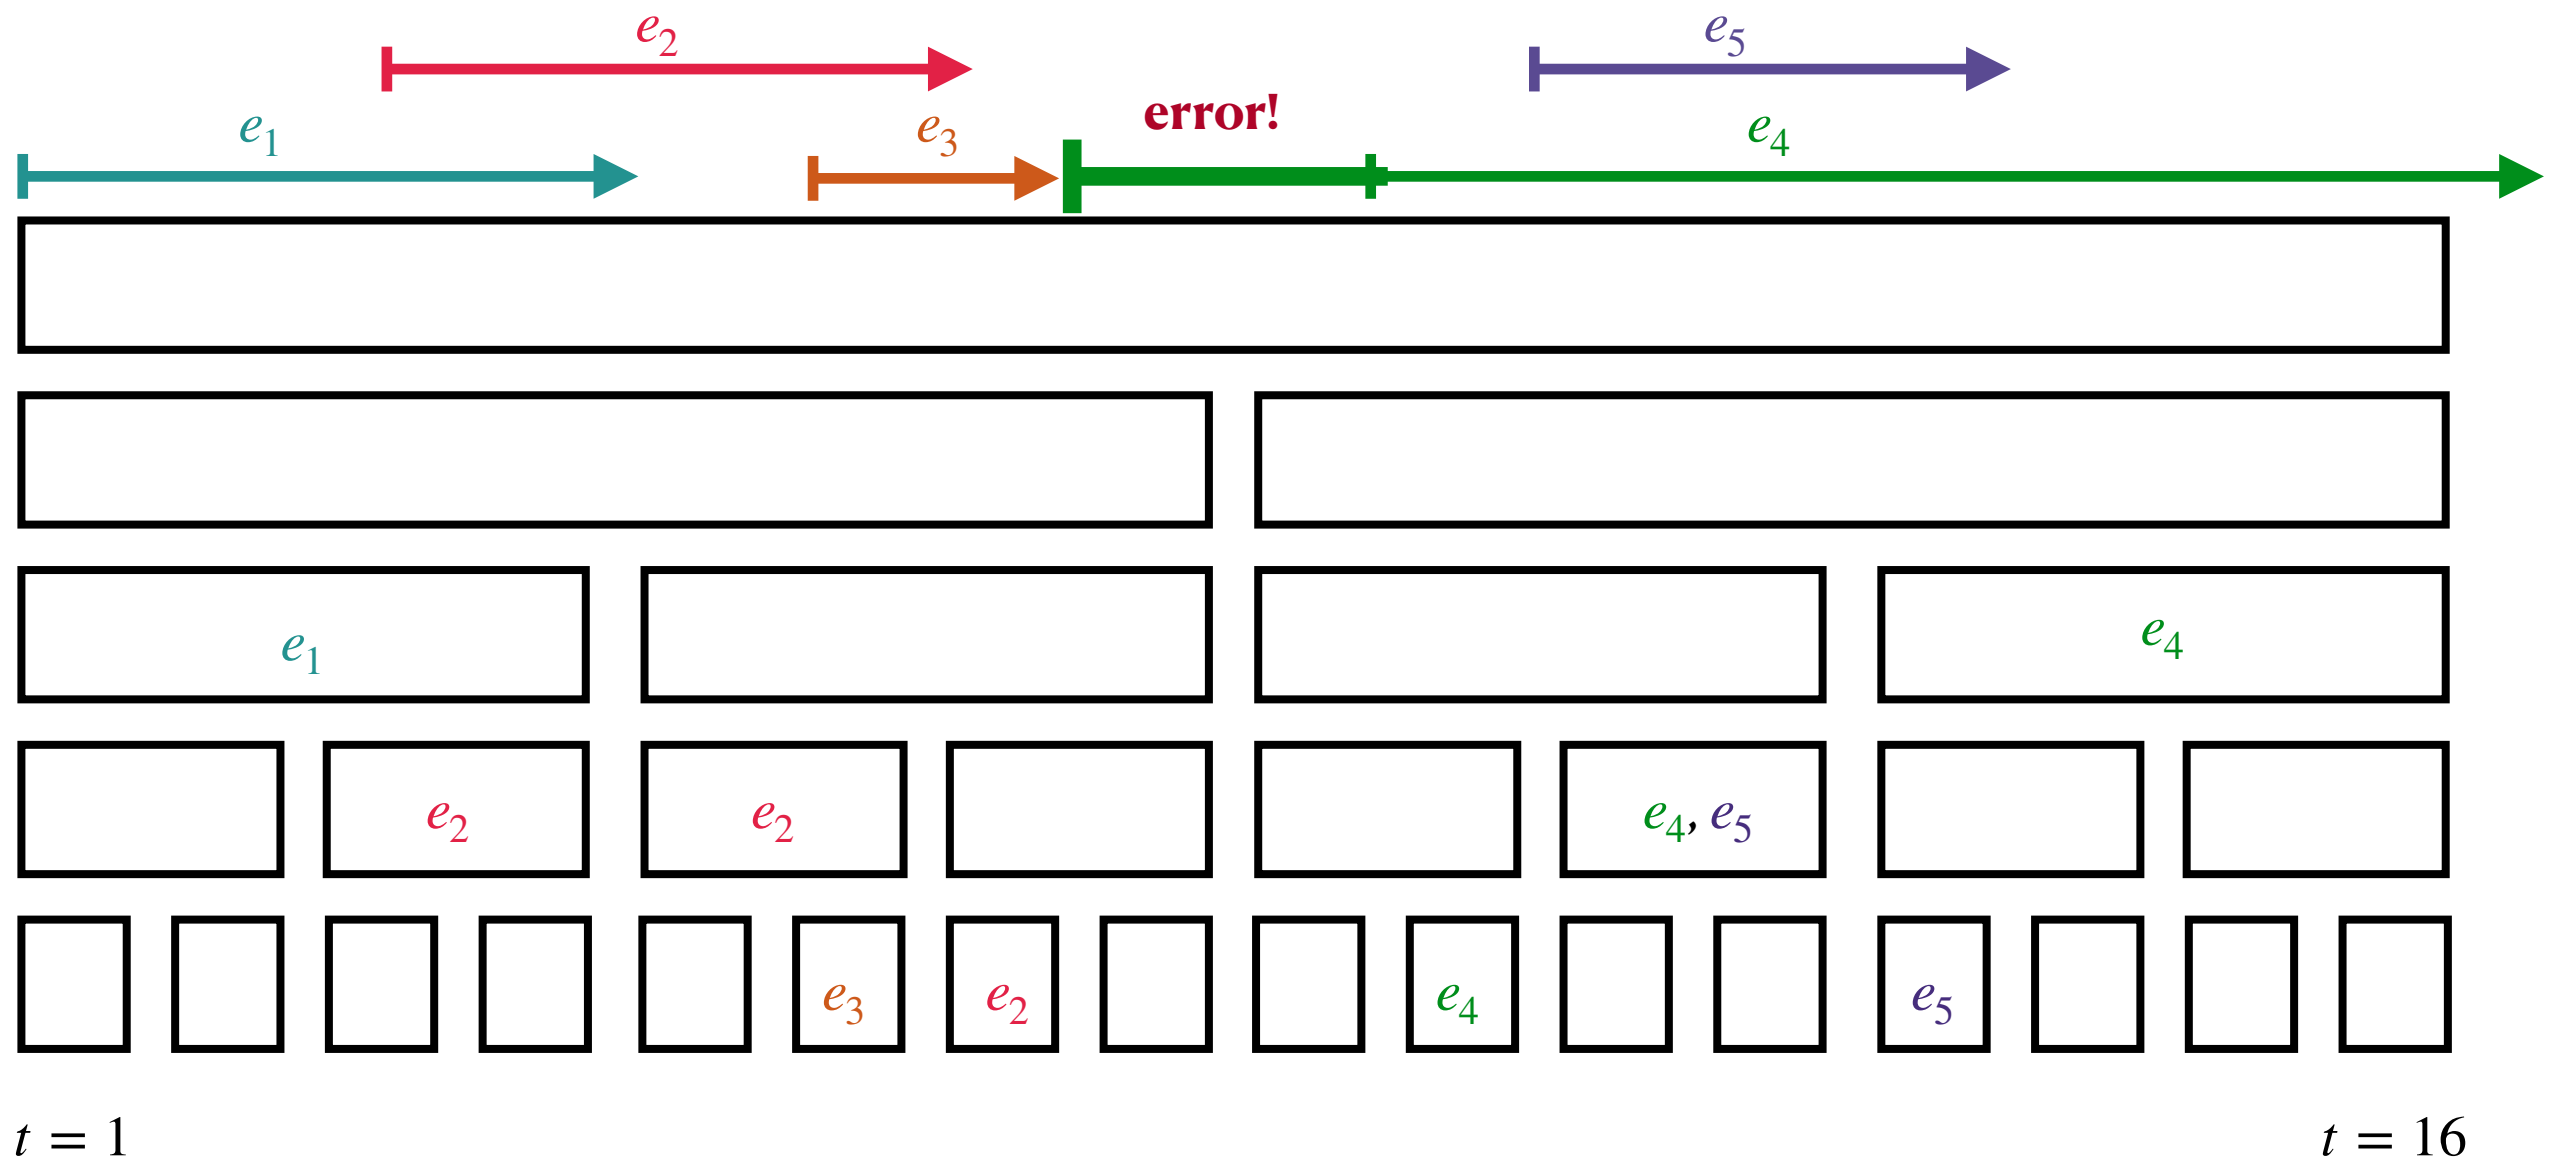 e₂ e₅
error!
e₁ e₃ e₄
e₁ e₄
e₂ e₂ e₄, e₅
e₃ e₂ e₄ e₅
t = 1 t = 16